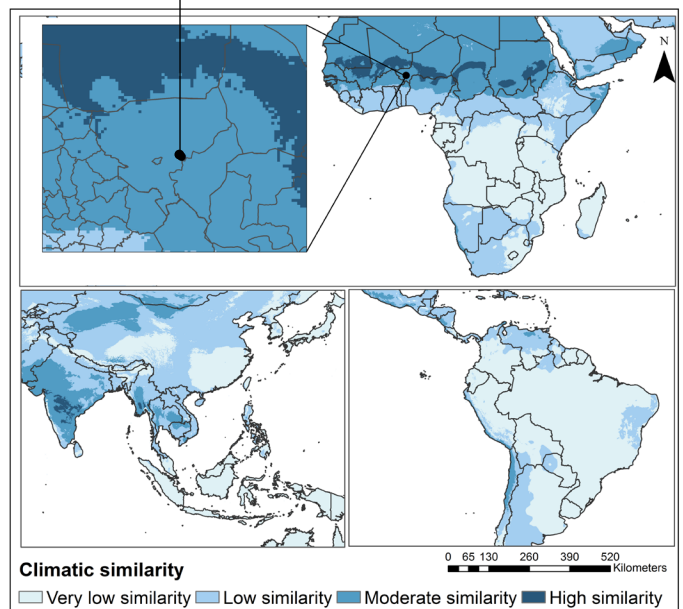 N
0 65 130 260 390 520
Kilometers
Climatic similarity
Very low similarity Low similarity Moderate similarity High similarity